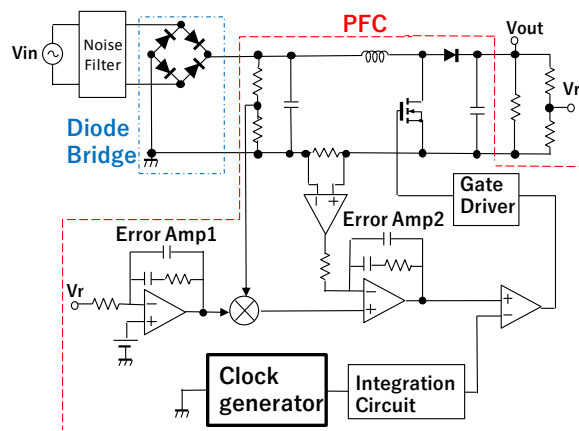 PFC
Vout
Vin
Noise
Filter
Vr
Diode
Bridge
Gate
Driver
Error Amp1
Error Amp2
Vr
Clock
generator
Integration
Circuit